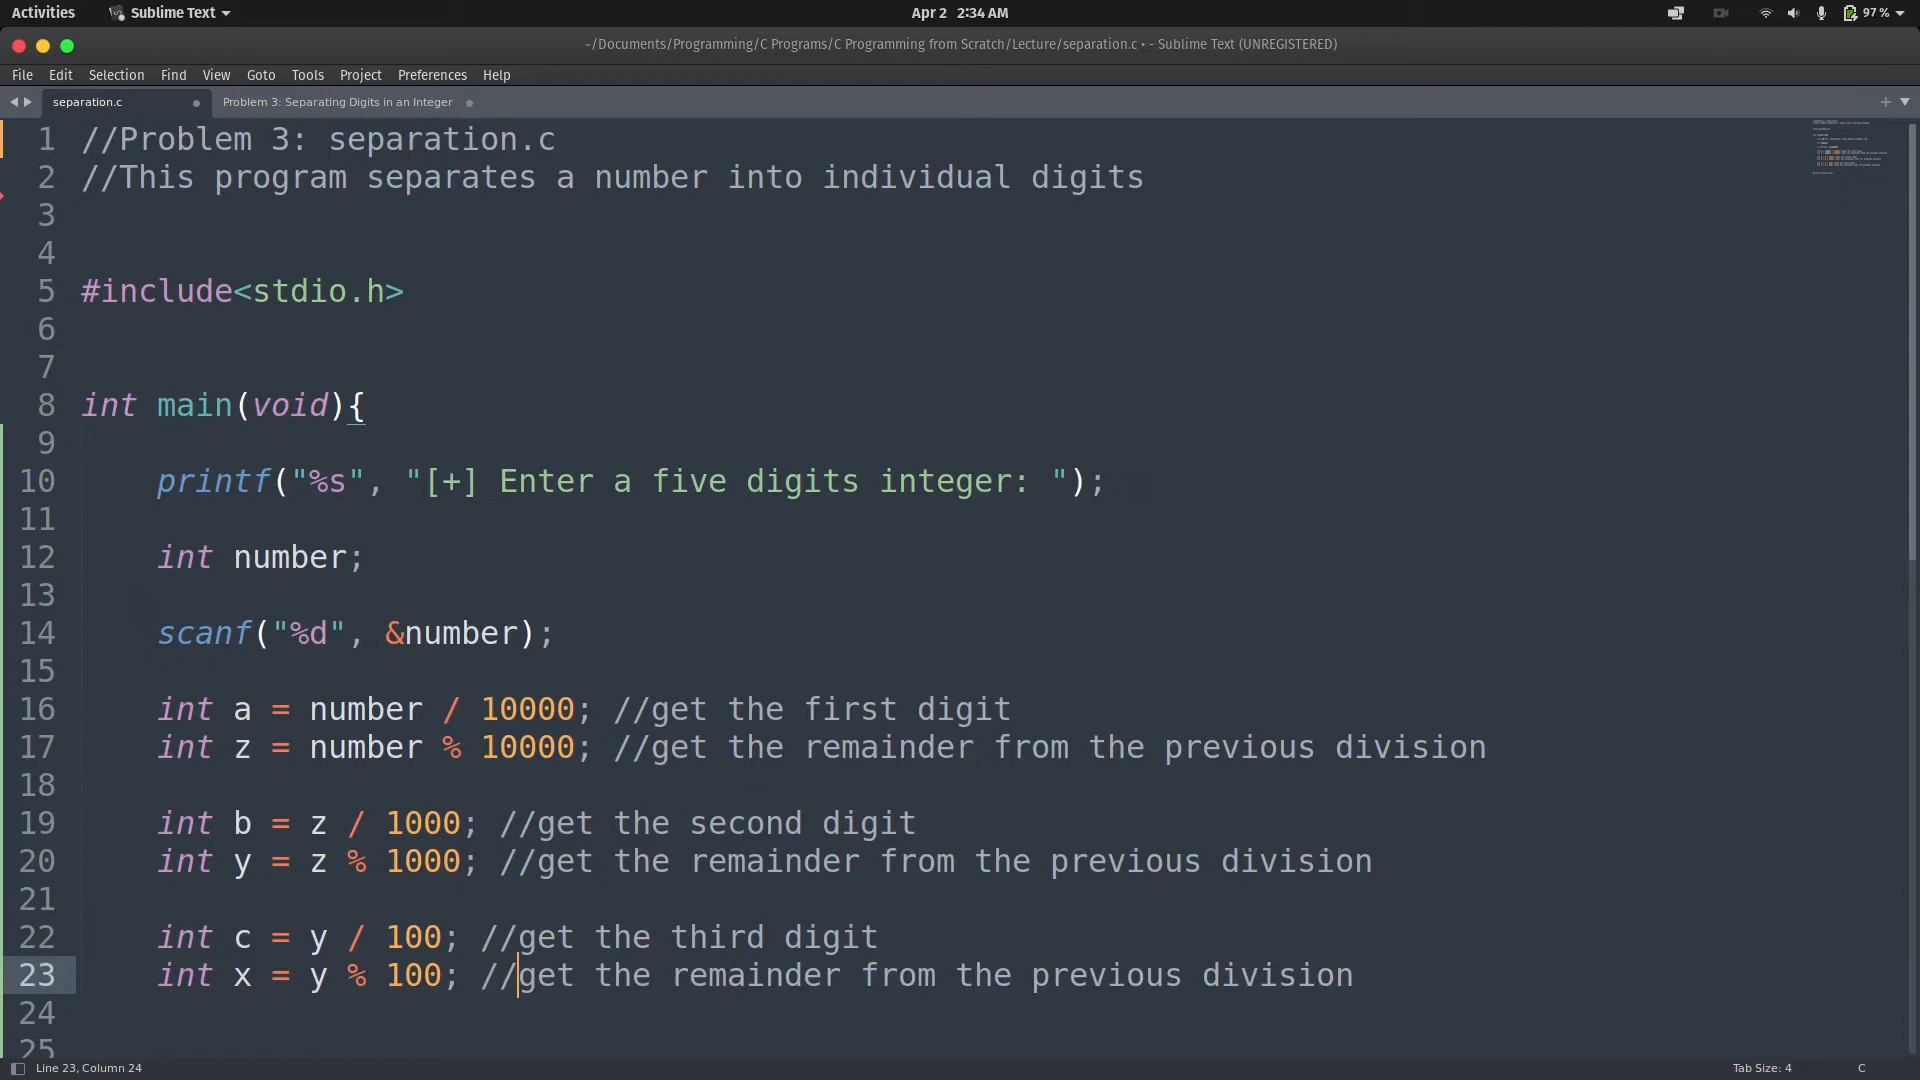 Activities Sublime Text Apr 2 2:34 AM 97 %
~/Documents/Programming/C Programs/C Programming from Scratch/Lecture/separation.c • - Sublime Text (UNREGISTERED)
File Edit Selection Find View Goto Tools Project Preferences Help
separation.c Problem 3: Separating Digits in an Integer
1 //Problem 3: separation.c
2 //This program separates a number into individual digits
3
4
5 #include<stdio.h>
6
7
8 int main(void){
9
10 printf("%s", "[+] Enter a five digits integer: ");
11
12 int number;
13
14 scanf("%d", &number);
15
16 int a = number / 10000; //get the first digit
17 int z = number % 10000; //get the remainder from the previous division
18
19 int b = z / 1000; //get the second digit
20 int y = z % 1000; //get the remainder from the previous division
21
22 int c = y / 100; //get the third digit
23 int x = y % 100; //get the remainder from the previous division
24
25
Line 23, Column 24 Tab Size: 4 C